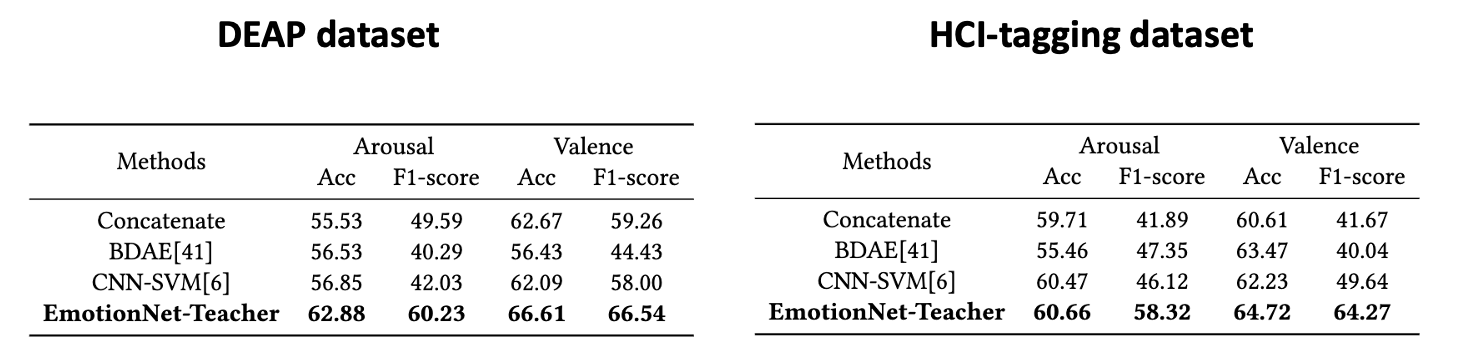 DEAP dataset
Methods Arousal Valence
Acc F1-score Acc F1-score
Concatenate 55.53 49.59 62.67 59.26
BDAE[41] 56.53 40.29 56.43 44.43
CNN-SVM[6] 56.85 42.03 62.09 58.00
EmotionNet-Teacher 62.88 60.23 66.61 66.54
HCI-tagging dataset
Methods Arousal Valence
Acc F1-score Acc F1-score
Concatenate 59.71 41.89 60.61 41.67
BDAE[41] 55.46 47.35 63.47 40.04
CNN-SVM[6] 60.47 46.12 62.23 49.64
EmotionNet-Teacher 60.66 58.32 64.72 64.27